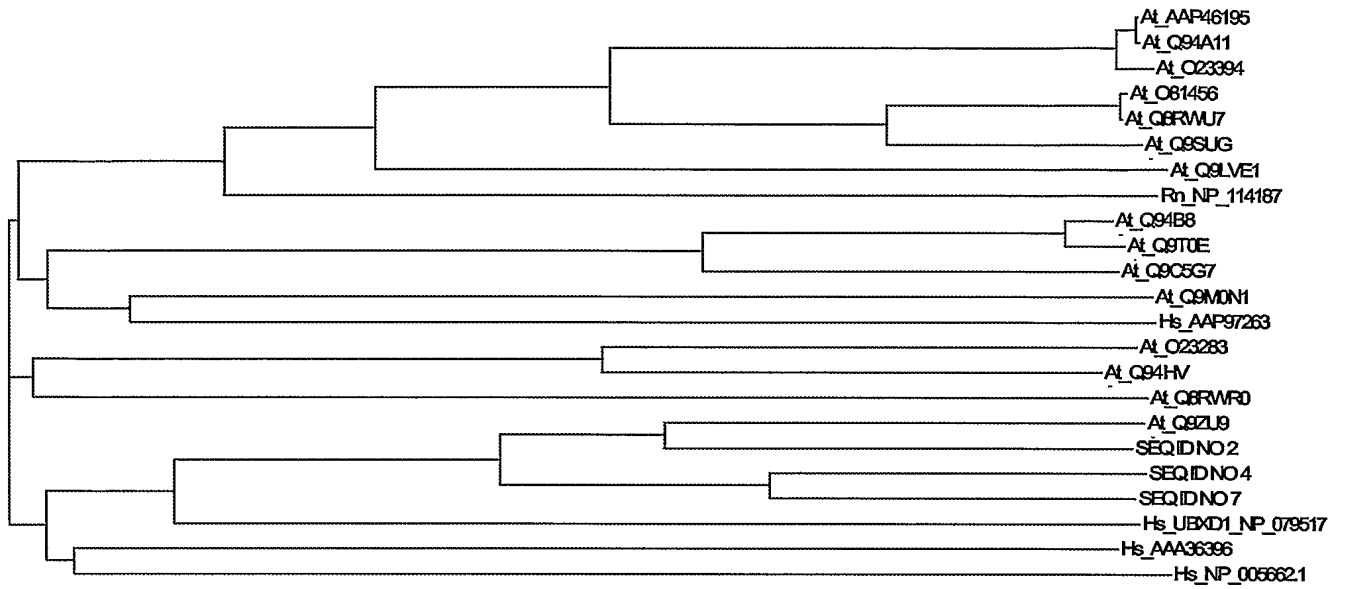 At_AAP46195
At_Q94A11
At_O23394
At_O81456
At_Q8RWU7
At_Q9SUG
At_Q9LVE1
Rn_NP_114187
At_Q94B8
At_Q9T0E
At_Q9C5G7
At_Q9M0N1
Hs_AAP97263
At_O23283
At_Q94HV
At_Q8RWR0
At_Q9ZU9
SEQ ID NO 2
SEQ ID NO 4
SEQ ID NO 7
Hs_UBXD1_NP_079517
Hs_AAA36396
Hs_NP_005662.1